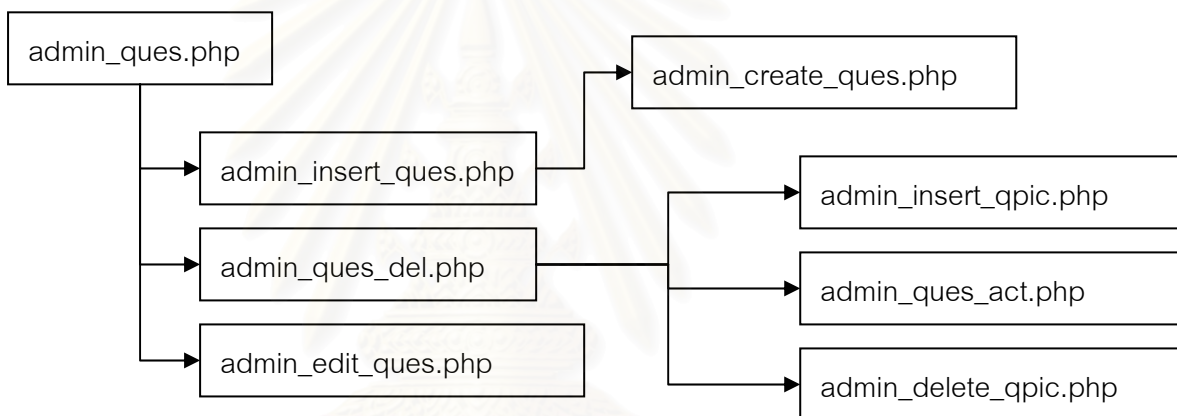 admin_ques.php
admin_create_ques.php
admin_insert_ques.php
admin_insert_qpic.php
admin_ques_del.php
admin_ques_act.php
admin_edit_ques.php
admin_delete_qpic.php